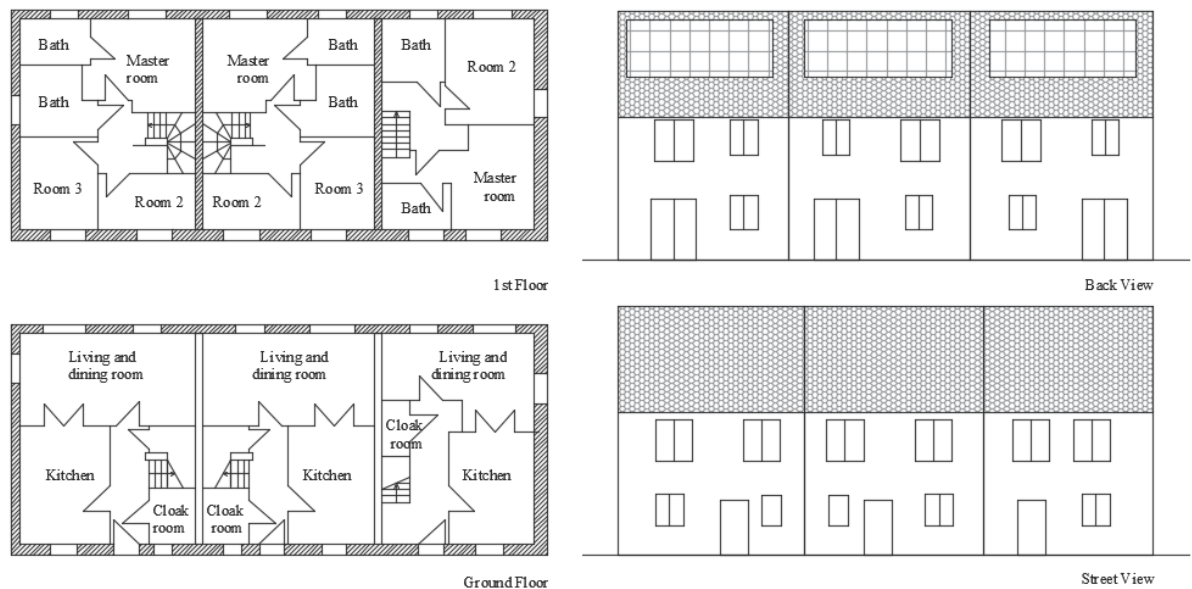 Bath
Master
room
Master
room
Bath
Bath
Room 2
Bath
Bath
Room 3
Room 2
Room 2
Room 3
Bath
Master
room
1st Floor
Back View
Living and
dining room
Living and
dining room
Living and
dining room
Kitchen
Cloak
room
Cloak
room
Kitchen
Cloak
room
Kitchen
Ground Floor
Street View